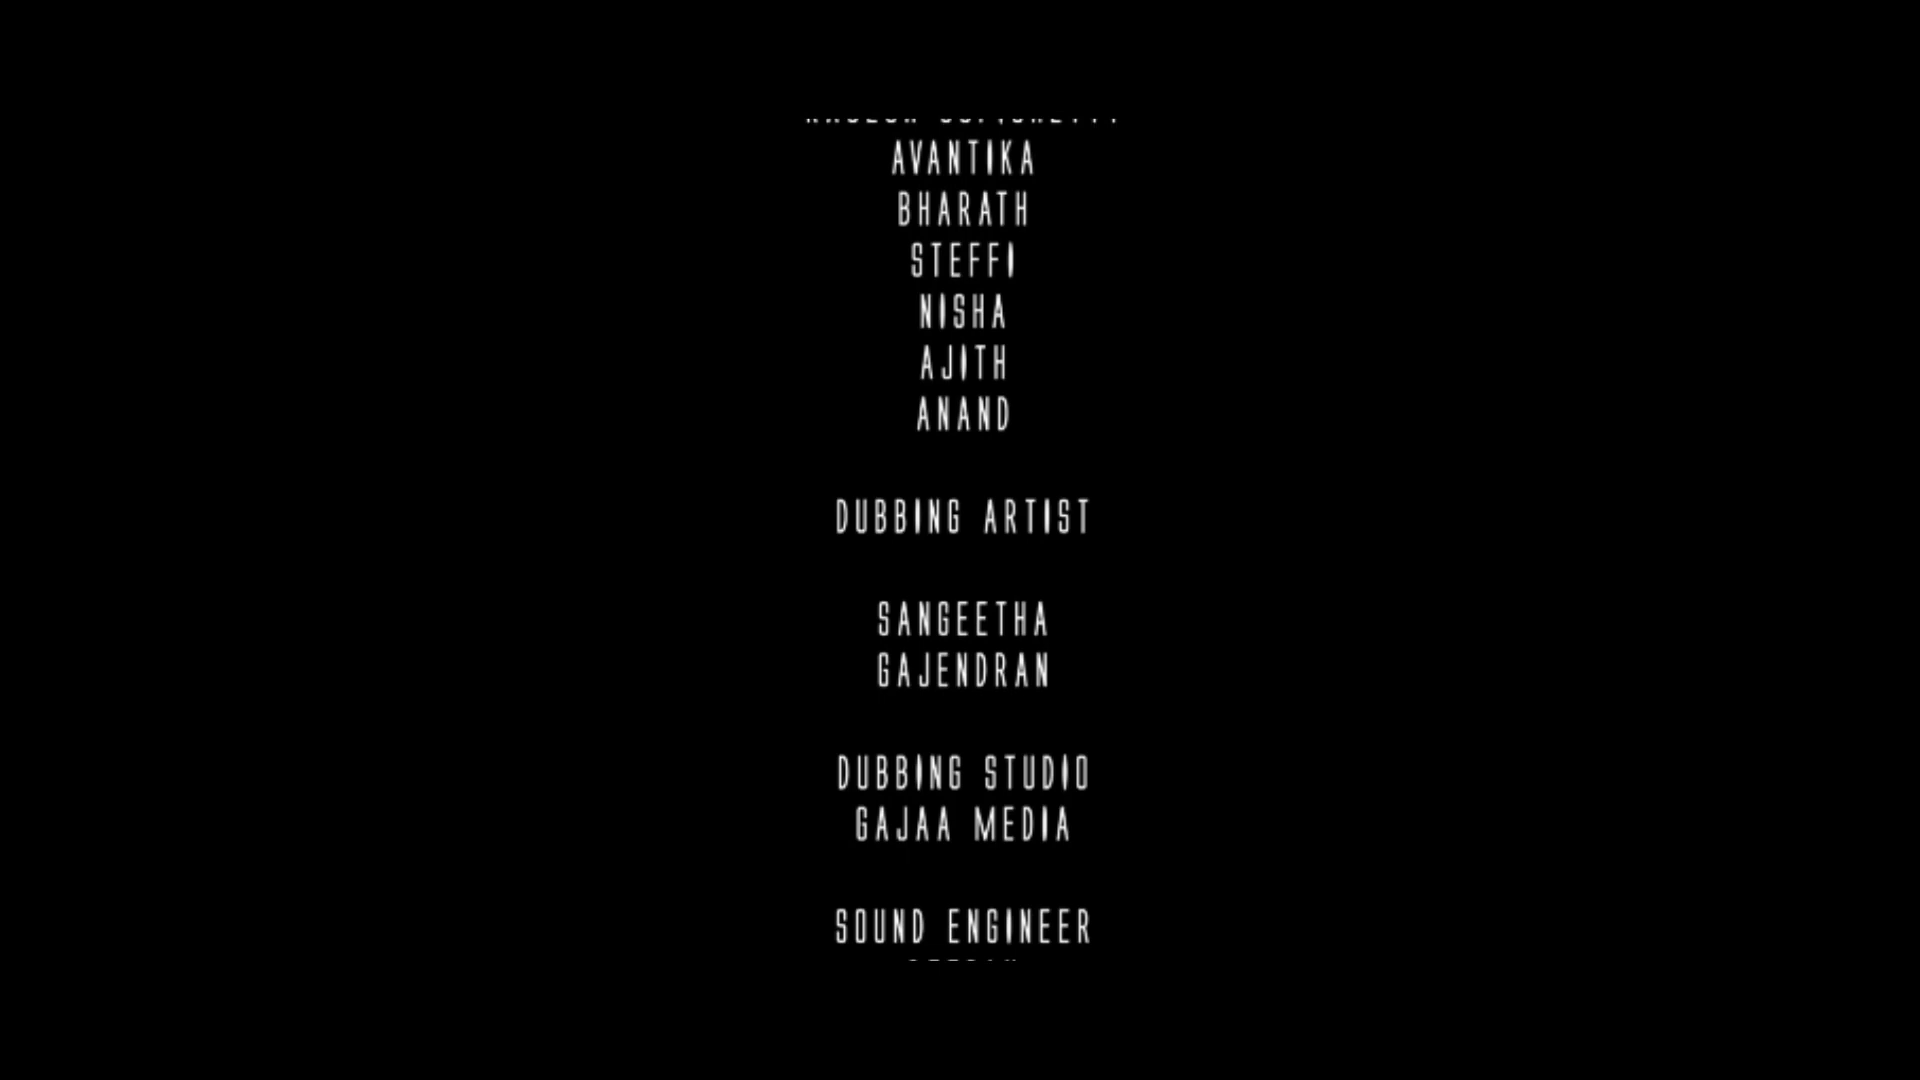 AVANTIKA
BHARATH
STEFFI
NISHA
AJITH
ANAND
DUBBING ARTIST
SANGEETHA
GAJENDRAN
DUBBING STUDIO
GAJAA MEDIA
SOUND ENGINEER